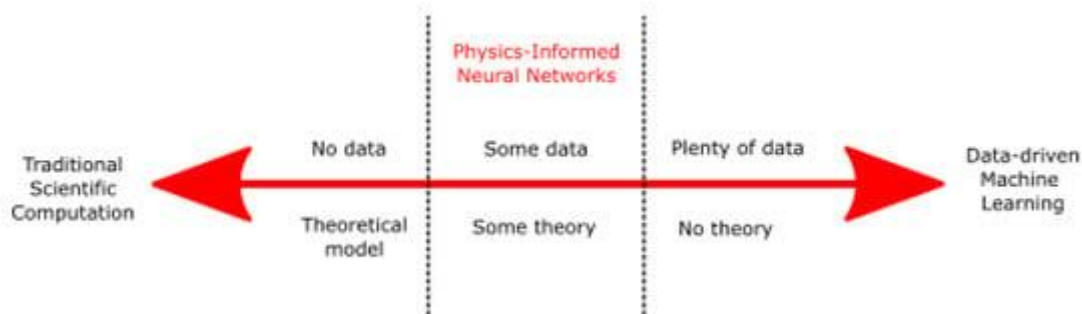 Physics-Informed
Neural Networks
No data
Some data
Plenty of data
Traditional
Scientific
Computation
Data-driven
Machine
Learning
Theoretical
model
Some theory
No theory